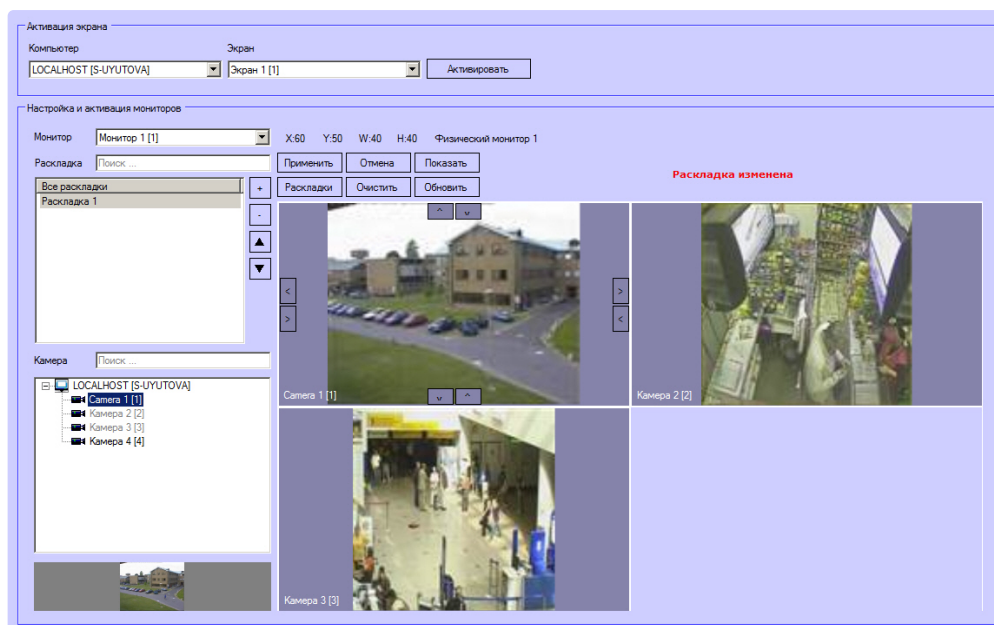 Активация экрана
Компьютер Экран
LOCALHOST [S-UYUTOVA] Экран 1 [1] Активировать
Настройка и активация мониторов
Монитор Монитор 1 [1] X:60 Y:50 W:40 H:40 Физический монитор 1
Раскладка Поиск ... Применить Отмена Показать
Раскладка изменена
Все раскладки + Раскладки Очистить Обновить
Раскладка 1
-
^ v
< >
> <
Камера Поиск ...
LOCALHOST [S-UYUTOVA]
Camera 1 [1]
Камера 2 [2]
Камера 3 [3]
Камера 4 [4]
Camera 1 [1] v ^ Камера 2 [2]
Камера 3 [3]